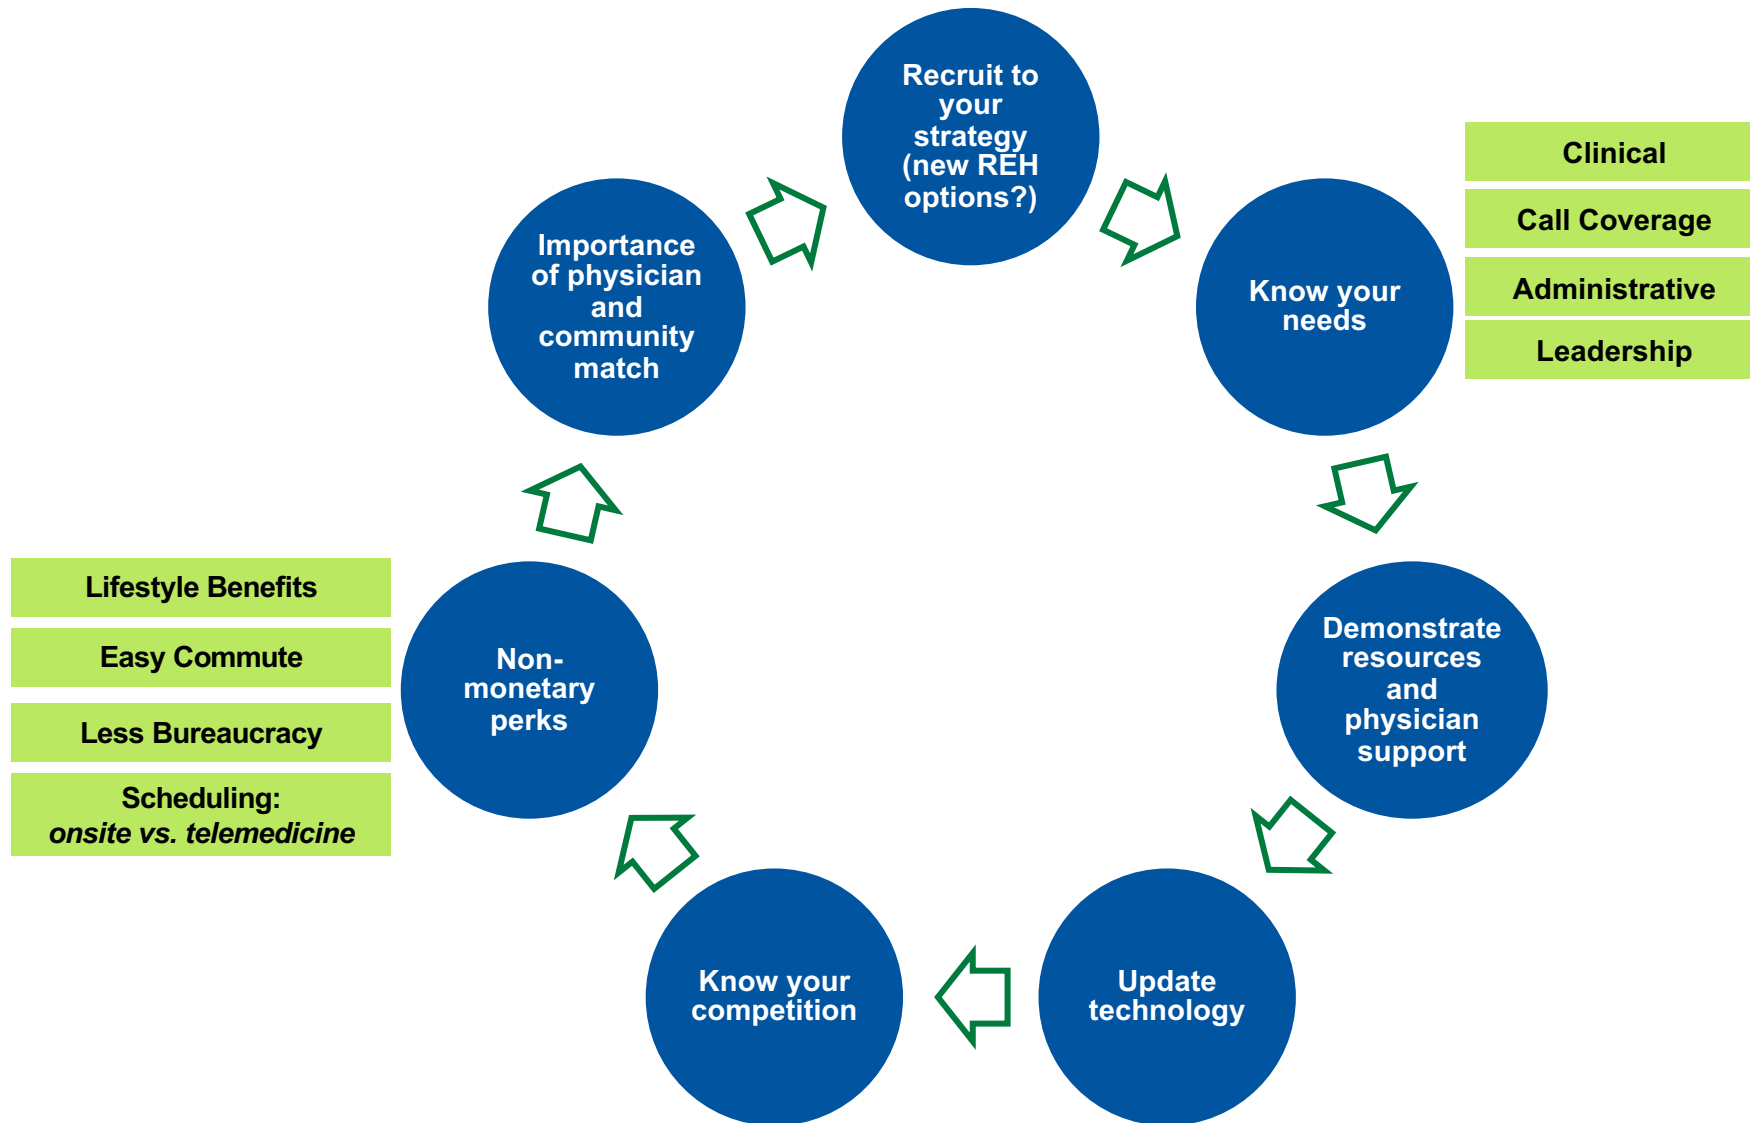 Recruit to
your
strategy
(new REH
options?)
Know your
needs
Clinical
Call Coverage
Administrative
Leadership
Demonstrate
resources
and
physician
support
Update
technology
Know your
competition
Non-
monetary
perks
Lifestyle Benefits
Easy Commute
Less Bureaucracy
Scheduling:
onsite vs. telemedicine
Importance
of physician
and
community
match